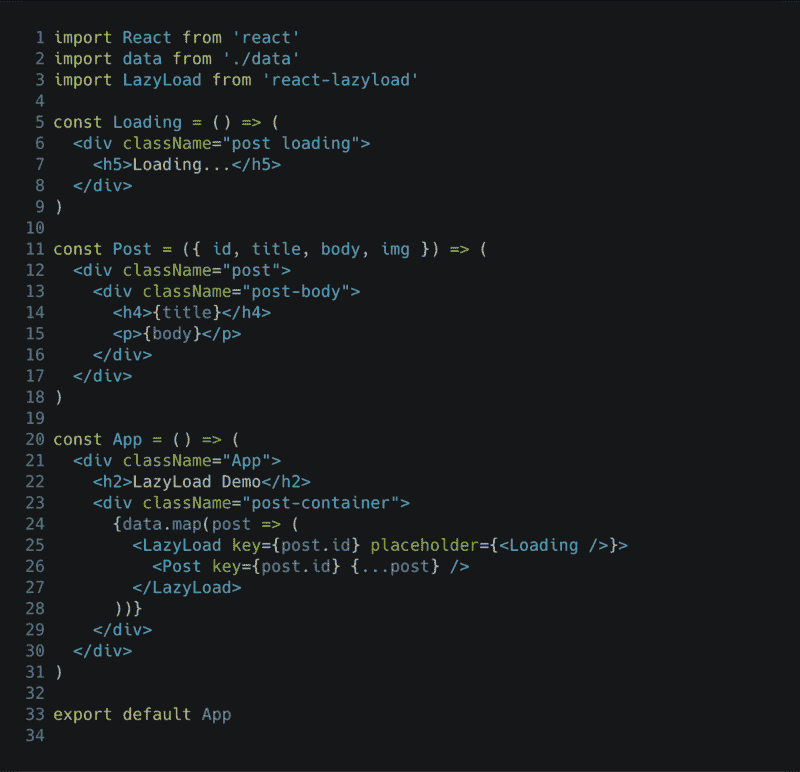 1 import React from 'react'
2 import data from './data'
3 import LazyLoad from 'react-lazyload'
4
5 const Loading = () => (
6   <div className="post loading">
7     <h5>Loading...</h5>
8   </div>
9 )
10
11 const Post = ({ id, title, body, img }) => (
12   <div className="post">
13     <div className="post-body">
14       <h4>{title}</h4>
15       <p>{body}</p>
16     </div>
17   </div>
18 )
19
20 const App = () => (
21   <div className="App">
22     <h2>LazyLoad Demo</h2>
23     <div className="post-container">
24       {data.map(post => (
25         <LazyLoad key={post.id} placeholder={<Loading />}>
26           <Post key={post.id} {...post} />
27         </LazyLoad>
28       ))}
29     </div>
30   </div>
31 )
32
33 export default App
34